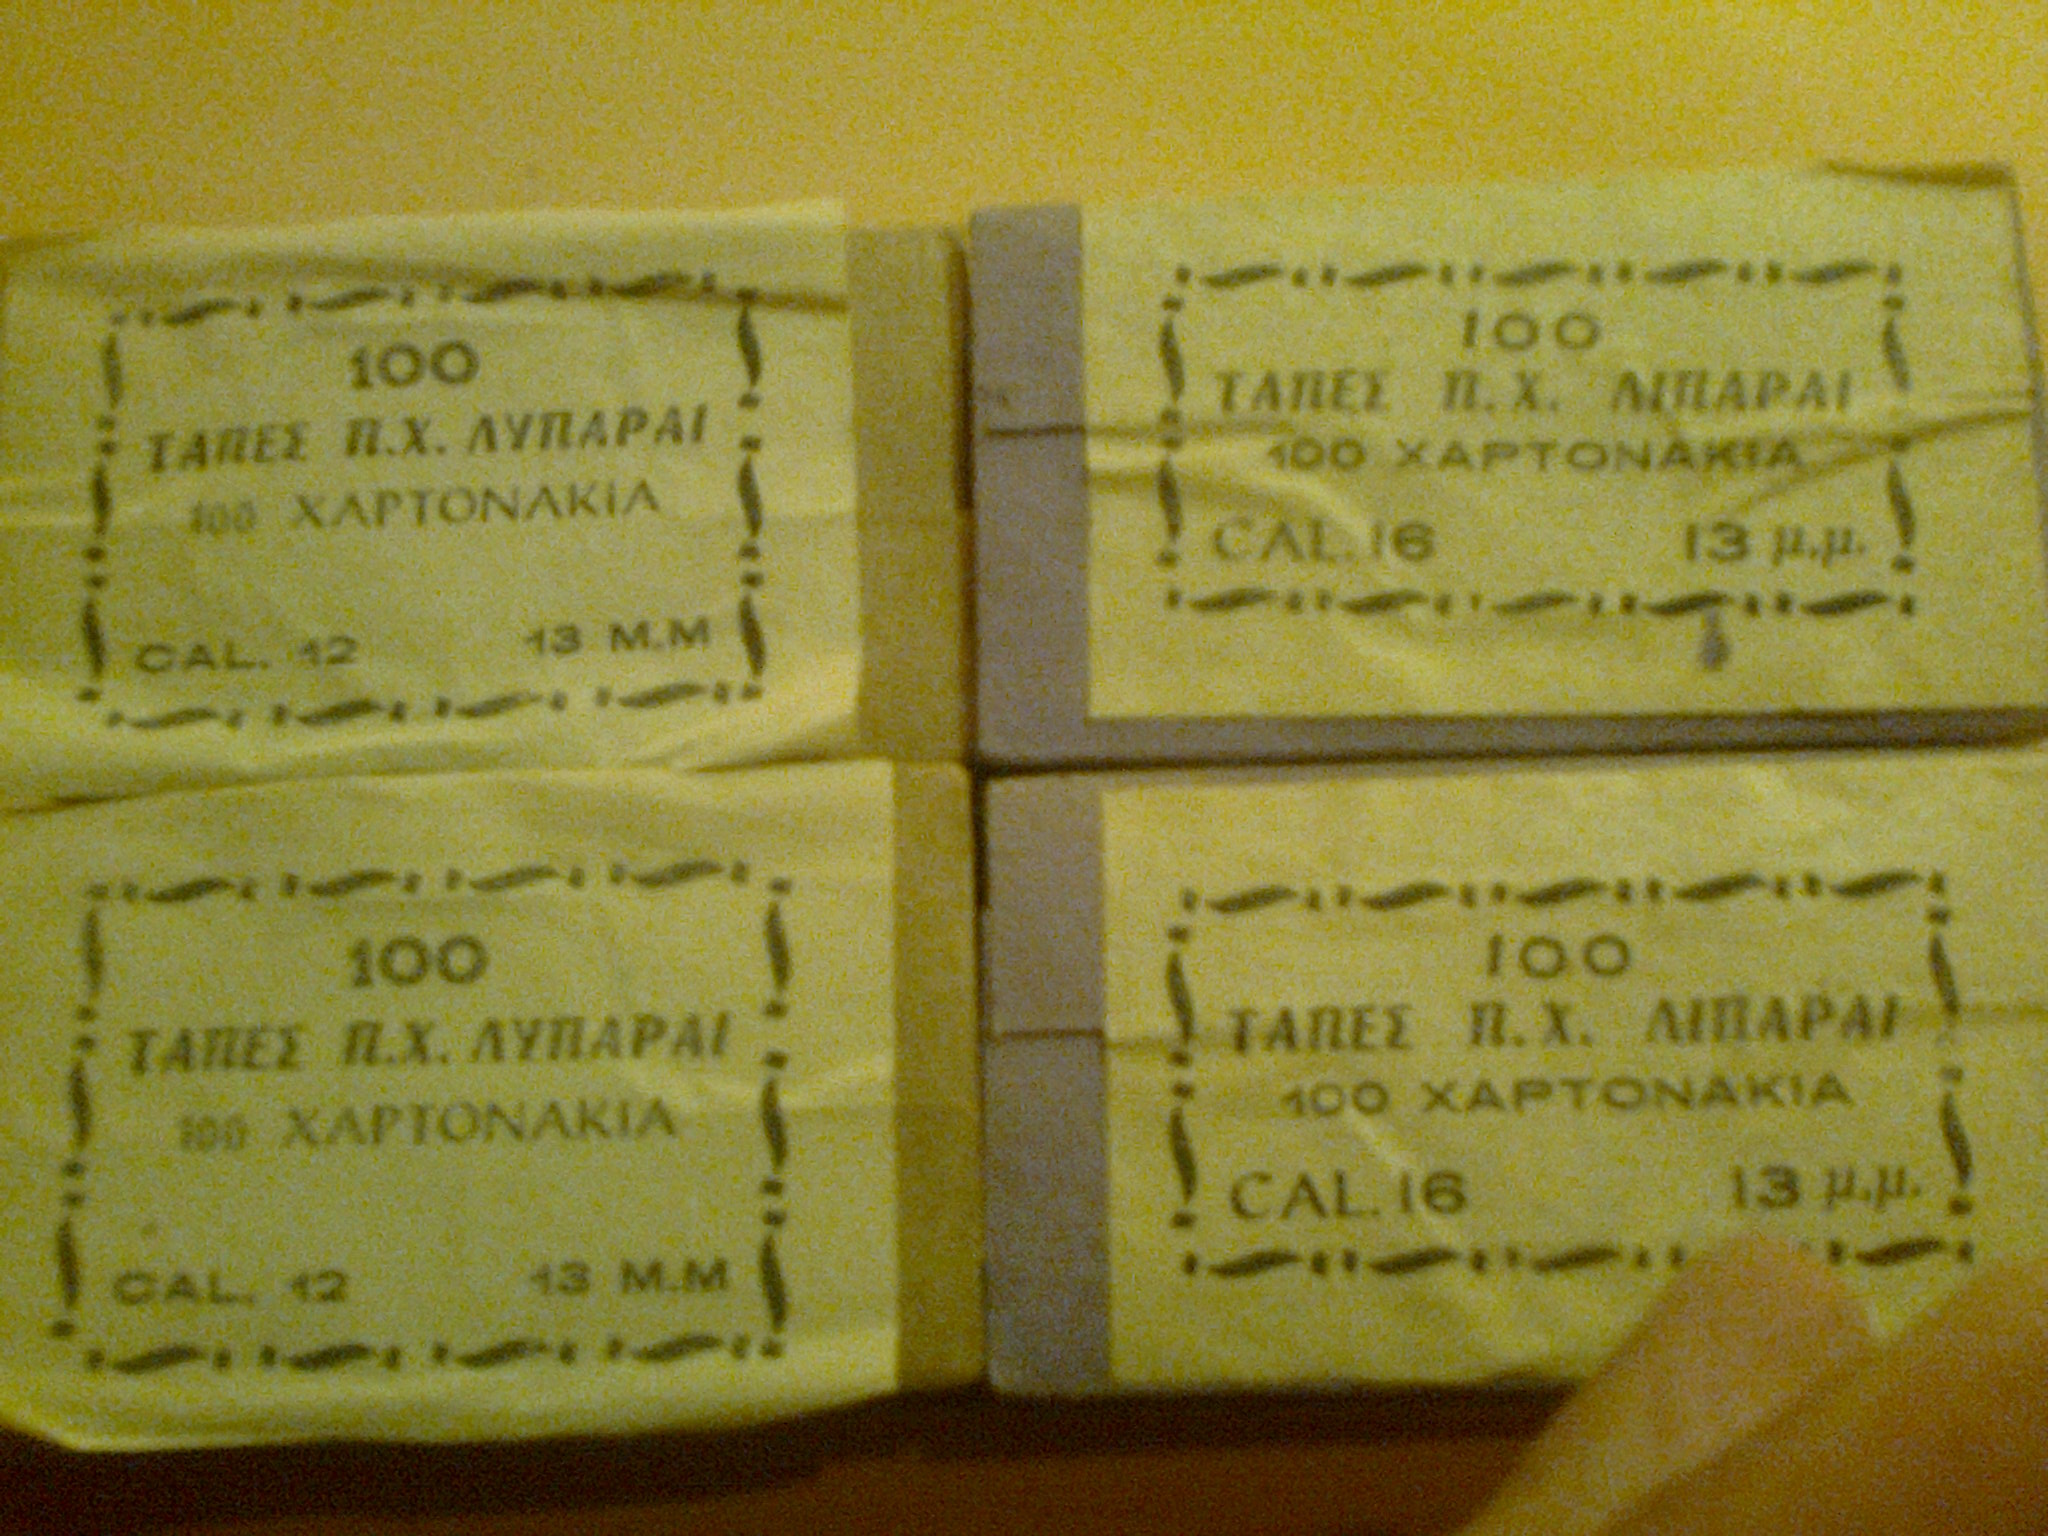 100
ΤΑΠΕΣ Π.Χ. ΛΥΠΑΡΑΙ
100 ΧΑΡΤΟΝΑΚΙΑ
CAL. 12 13 M.M
100
ΤΑΠΕΣ Π.Χ. ΛΙΠΑΡΑΙ
100 ΧΑΡΤΟΝΑΚΙΑ
CAL. 16 13 μ.μ.
100
ΤΑΠΕΣ Π.Χ. ΛΥΠΑΡΑΙ
100 ΧΑΡΤΟΝΑΚΙΑ
CAL. 12 13 M.M
100
ΤΑΠΕΣ Π.Χ. ΛΙΠΑΡΑΙ
100 ΧΑΡΤΟΝΑΚΙΑ
CAL. 16 13 μ.μ.